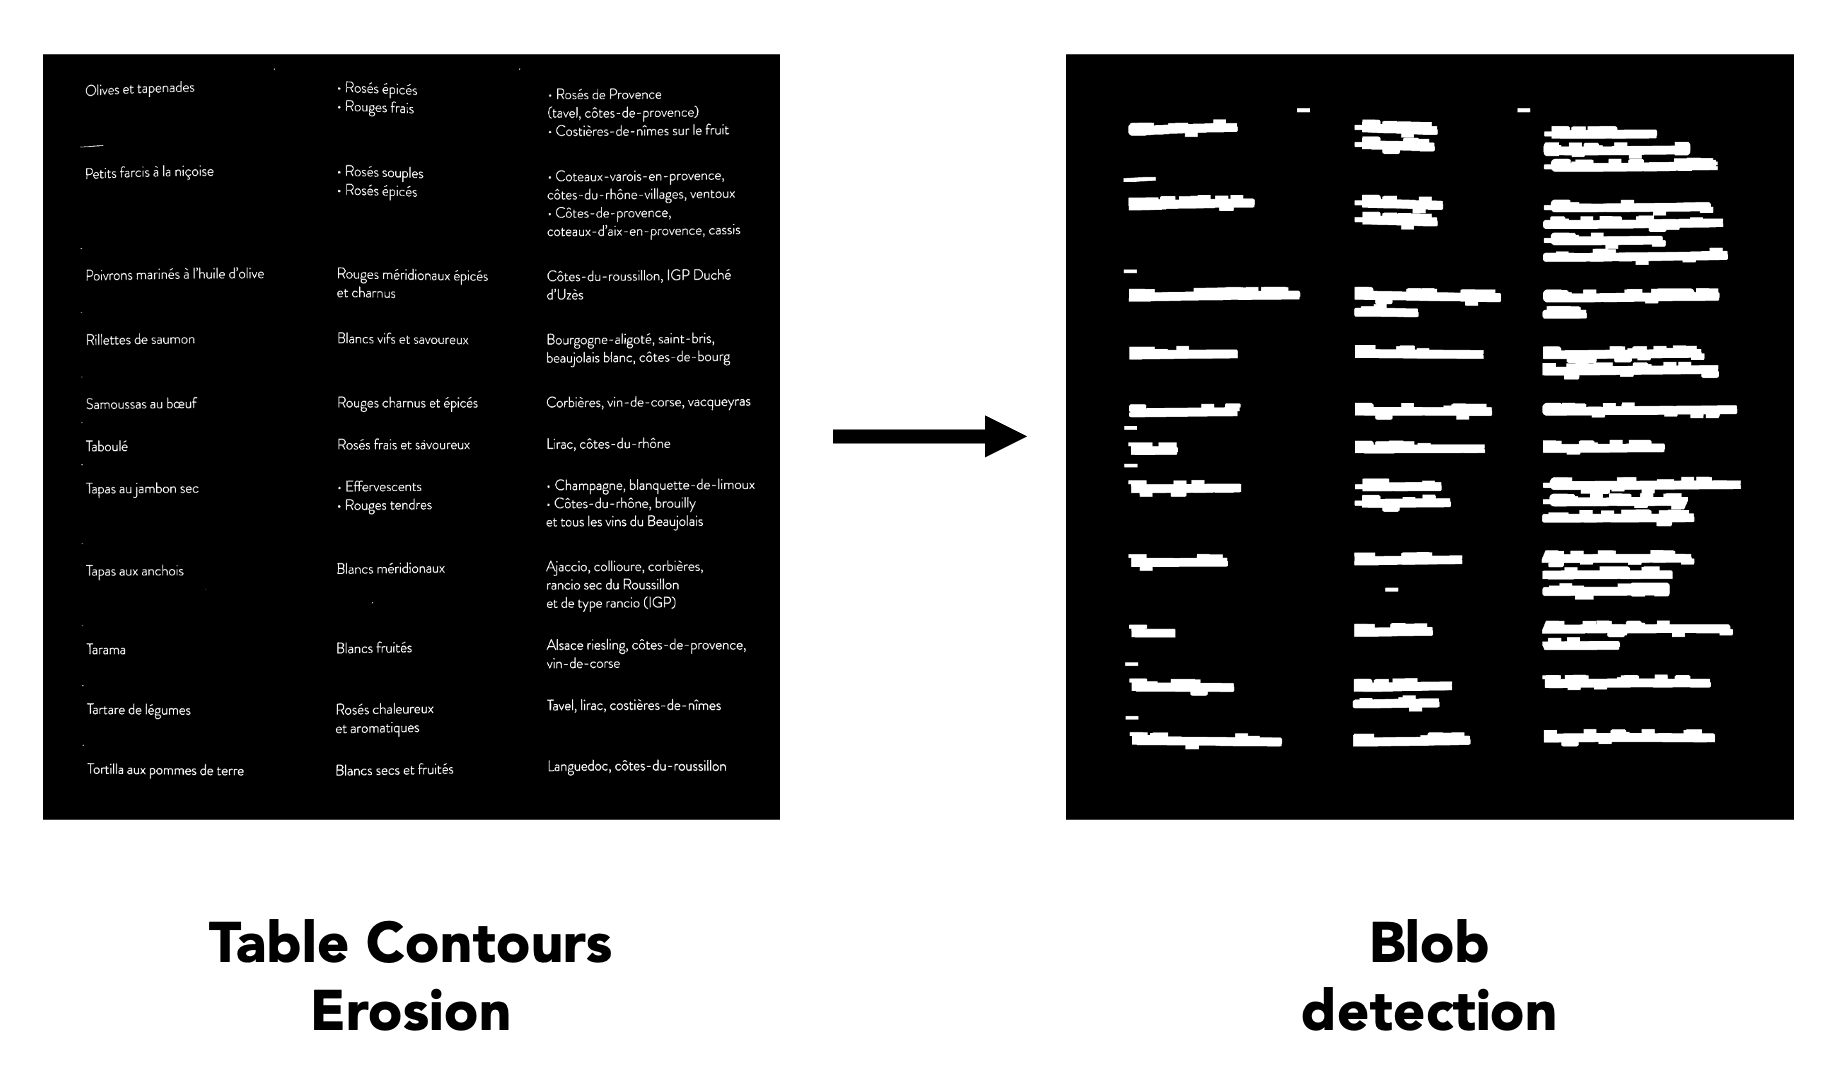 Olives et tapenades
• Rosés épicés
• Rouges frais
• Rosés de Provence
(tavel, côtes-de-provence)
• Costières-de-nîmes sur le fruit
Petits farcis à la niçoise
• Rosés souples
• Rosés épicés
• Coteaux-varois-en-provence,
côtes-du-rhône-villages, ventoux
• Côtes-de-provence,
coteaux-d'aix-en-provence, cassis
Poivrons marinés à l'huile d'olive
Rouges méridionaux épicés
et charnus
Côtes-du-roussillon, IGP Duché
d'Uzès
Rillettes de saumon
Blancs vifs et savoureux
Bourgogne-aligoté, saint-bris,
beaujolais blanc, côtes-de-bourg
Samoussas au bœuf
Rouges charnus et épicés
Corbières, vin-de-corse, vacqueyras
Taboulé
Rosés frais et savoureux
Lirac, côtes-du-rhône
Tapas au jambon sec
• Effervescents
• Rouges tendres
• Champagne, blanquette-de-limoux
• Côtes-du-rhône, brouilly
et tous les vins du Beaujolais
Tapas aux anchois
Blancs méridionaux
Ajaccio, collioure, corbières,
rancio sec du Roussillon
et de type rancio (IGP)
Tarama
Blancs fruités
Alsace riesling, côtes-de-provence,
vin-de-corse
Tartare de légumes
Rosés chaleureux
et aromatiques
Tavel, lirac, costières-de-nîmes
Tortilla aux pommes de terre
Blancs secs et fruités
Languedoc, côtes-du-roussillon
Table Contours
Erosion
Blob
detection